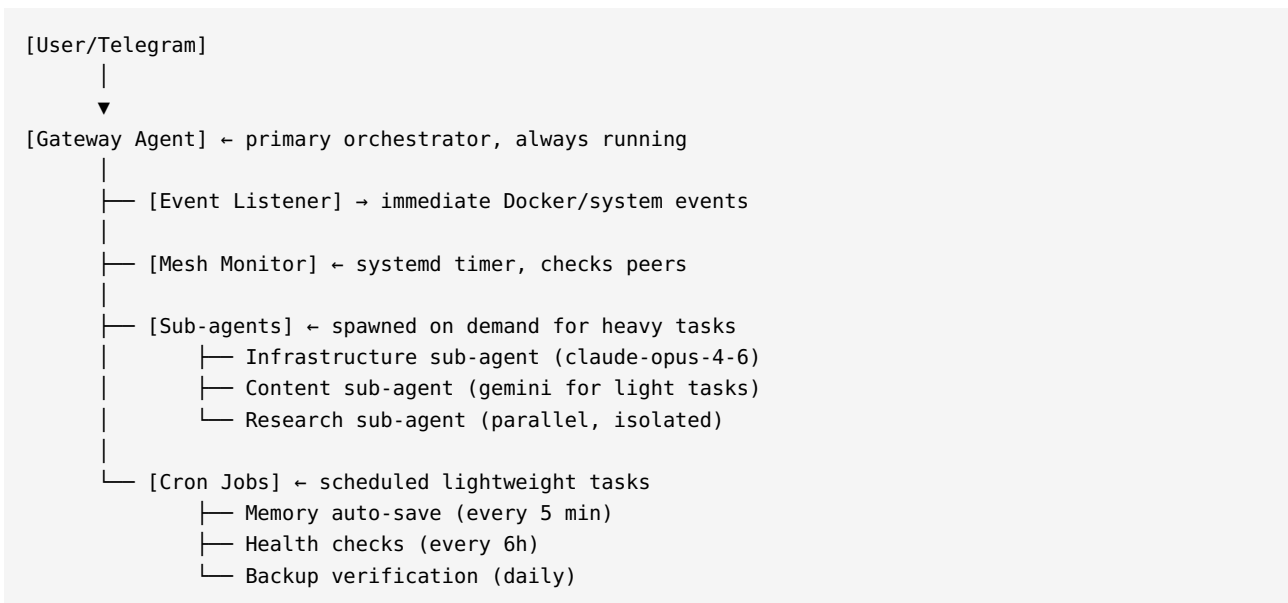 [User/Telegram]
      │
      ▼
[Gateway Agent] ← primary orchestrator, always running
      │
      ├── [Event Listener] → immediate Docker/system events
      │
      ├── [Mesh Monitor] ← systemd timer, checks peers
      │
      ├── [Sub-agents] ← spawned on demand for heavy tasks
      │     ├── Infrastructure sub-agent (claude-opus-4-6)
      │     ├── Content sub-agent (gemini for light tasks)
      │     └── Research sub-agent (parallel, isolated)
      │
      └── [Cron Jobs] ← scheduled lightweight tasks
            ├── Memory auto-save (every 5 min)
            ├── Health checks (every 6h)
            └── Backup verification (daily)